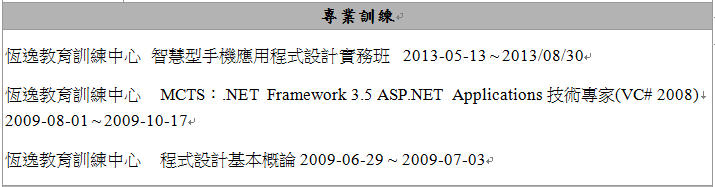 專業訓練
恆逸教育訓練中心 智慧型手機應用程式設計實務班 2013-05-13～2013/08/30
恆逸教育訓練中心 MCTS：.NET Framework 3.5 ASP.NET Applications 技術專家(VC# 2008)
2009-08-01～2009-10-17
恆逸教育訓練中心 程式設計基本概論 2009-06-29～2009-07-03